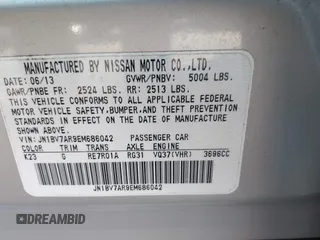 MANUFACTURED BY NISSAN MOTOR CO.,LTD.
DATE: 06/13 GVWR/PNBV: 5004 LBS.
GAWR/PNBE FR: 2524 LBS. RR: 2513 LBS.
THIS VEHICLE CONFORMS TO ALL APPLICABLE FEDERAL
MOTOR VEHICLE SAFETY, BUMPER, AND THEFT PREVENTION
STANDARDS IN EFFECT ON THE DATE OF MANUFACTURE
SHOWN ABOVE.
VIN:JN1BV7AR9EM686042 PASSENGER CAR
COLOR TRIM TRANS AXLE ENGINE
K23 G RE7R01A RG31 VQ37(VHR) 3696CC
JN1BV7AR9EM686042
AUTOBIDMASTER